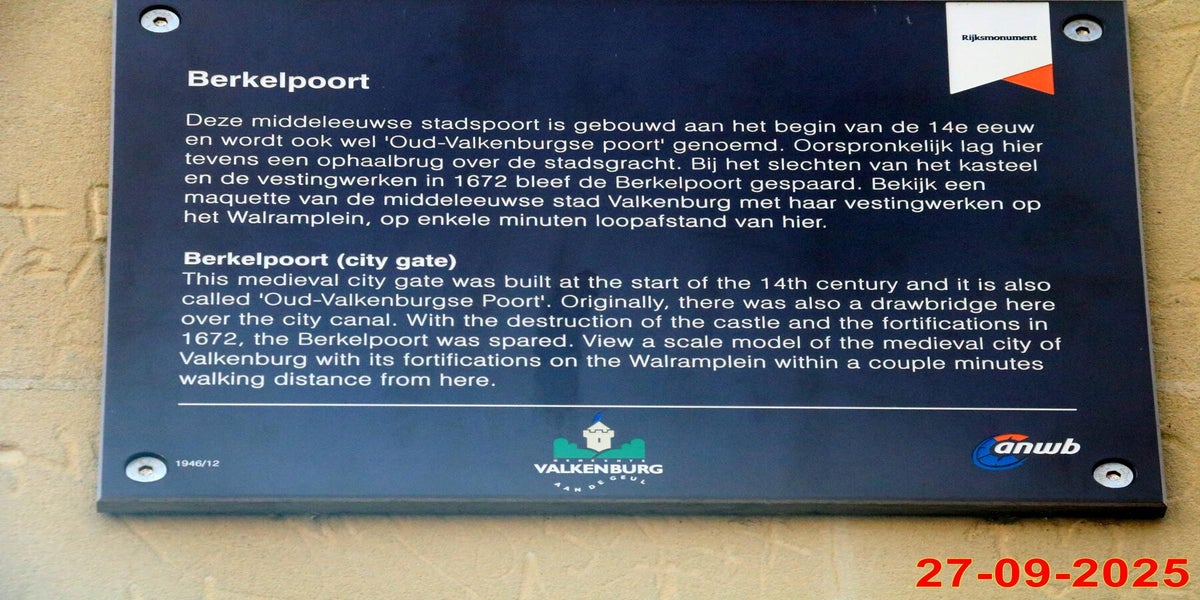 Rijksmonument
Berkelpoort
Deze middeleeuwse stadspoort is gebouwd aan het begin van de 14e eeuw
en wordt ook wel 'Oud-Valkenburgse poort' genoemd. Oorspronkelijk lag hier
tevens een ophaalbrug over de stadsgracht. Bij het slechten van het kasteel
en de vestingwerken in 1672 bleef de Berkelpoort gespaard. Bekijk een
maquette van de middeleeuwse stad Valkenburg met haar vestingwerken op
het Walramplein, op enkele minuten loopafstand van hier.
Berkelpoort (city gate)
This medieval city gate was built at the start of the 14th century and it is also
called 'Oud-Valkenburgse Poort'. Originally, there was also a drawbridge here
over the city canal. With the destruction of the castle and the fortifications in
1672, the Berkelpoort was spared. View a scale model of the medieval city of
Valkenburg with its fortifications on the Walramplein within a couple minutes
walking distance from here.
1946/12
GEMEENTE
VALKENBURG
AAN DE GEUL
anwb
27-09-2025